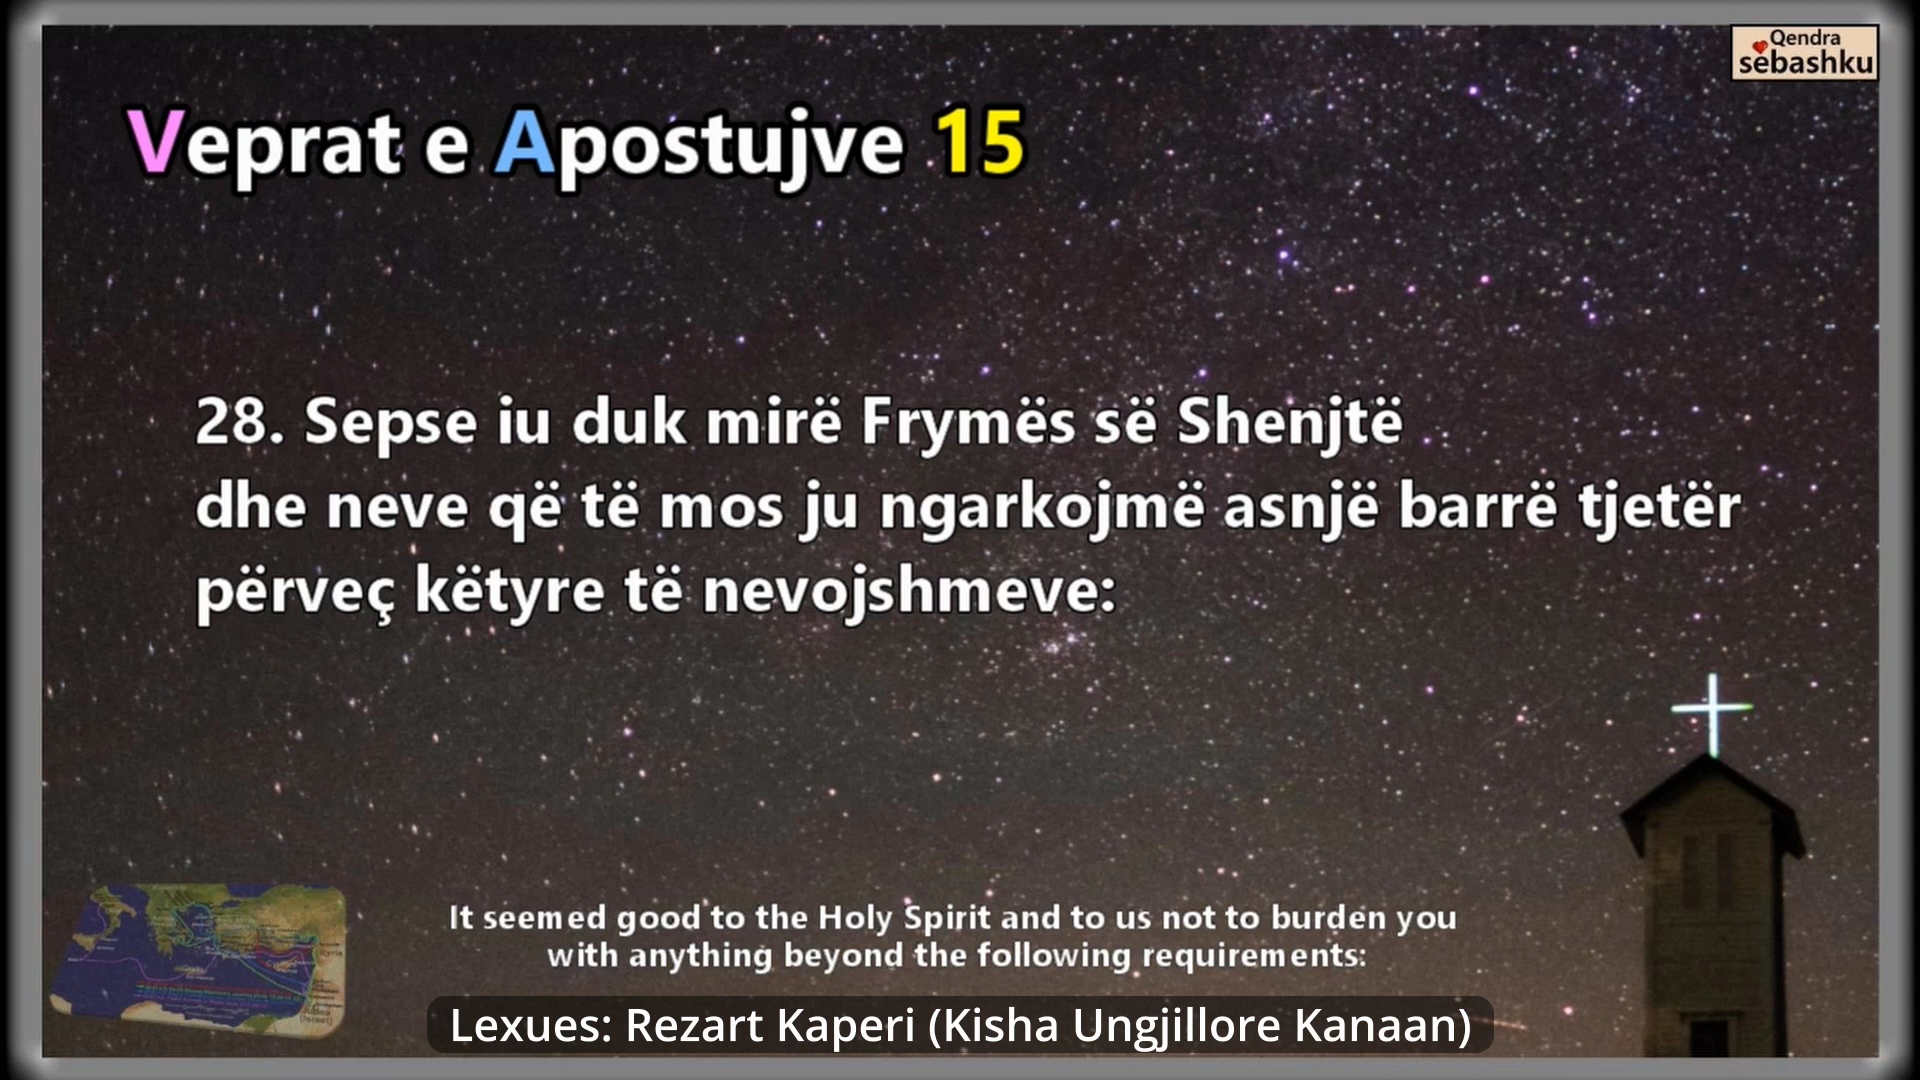 Qendra
sebashku
Veprat e Apostujve 15
28. Sepse iu duk mirë Frymës së Shenjtë
dhe neve që të mos ju ngarkojmë asnjë barrë tjetër
përveç këtyre të nevojshmeve:
It seemed good to the Holy Spirit and to us not to burden you
with anything beyond the following requirements:
Lexues: Rezart Kaperi (Kisha Ungjillore Kanaan)